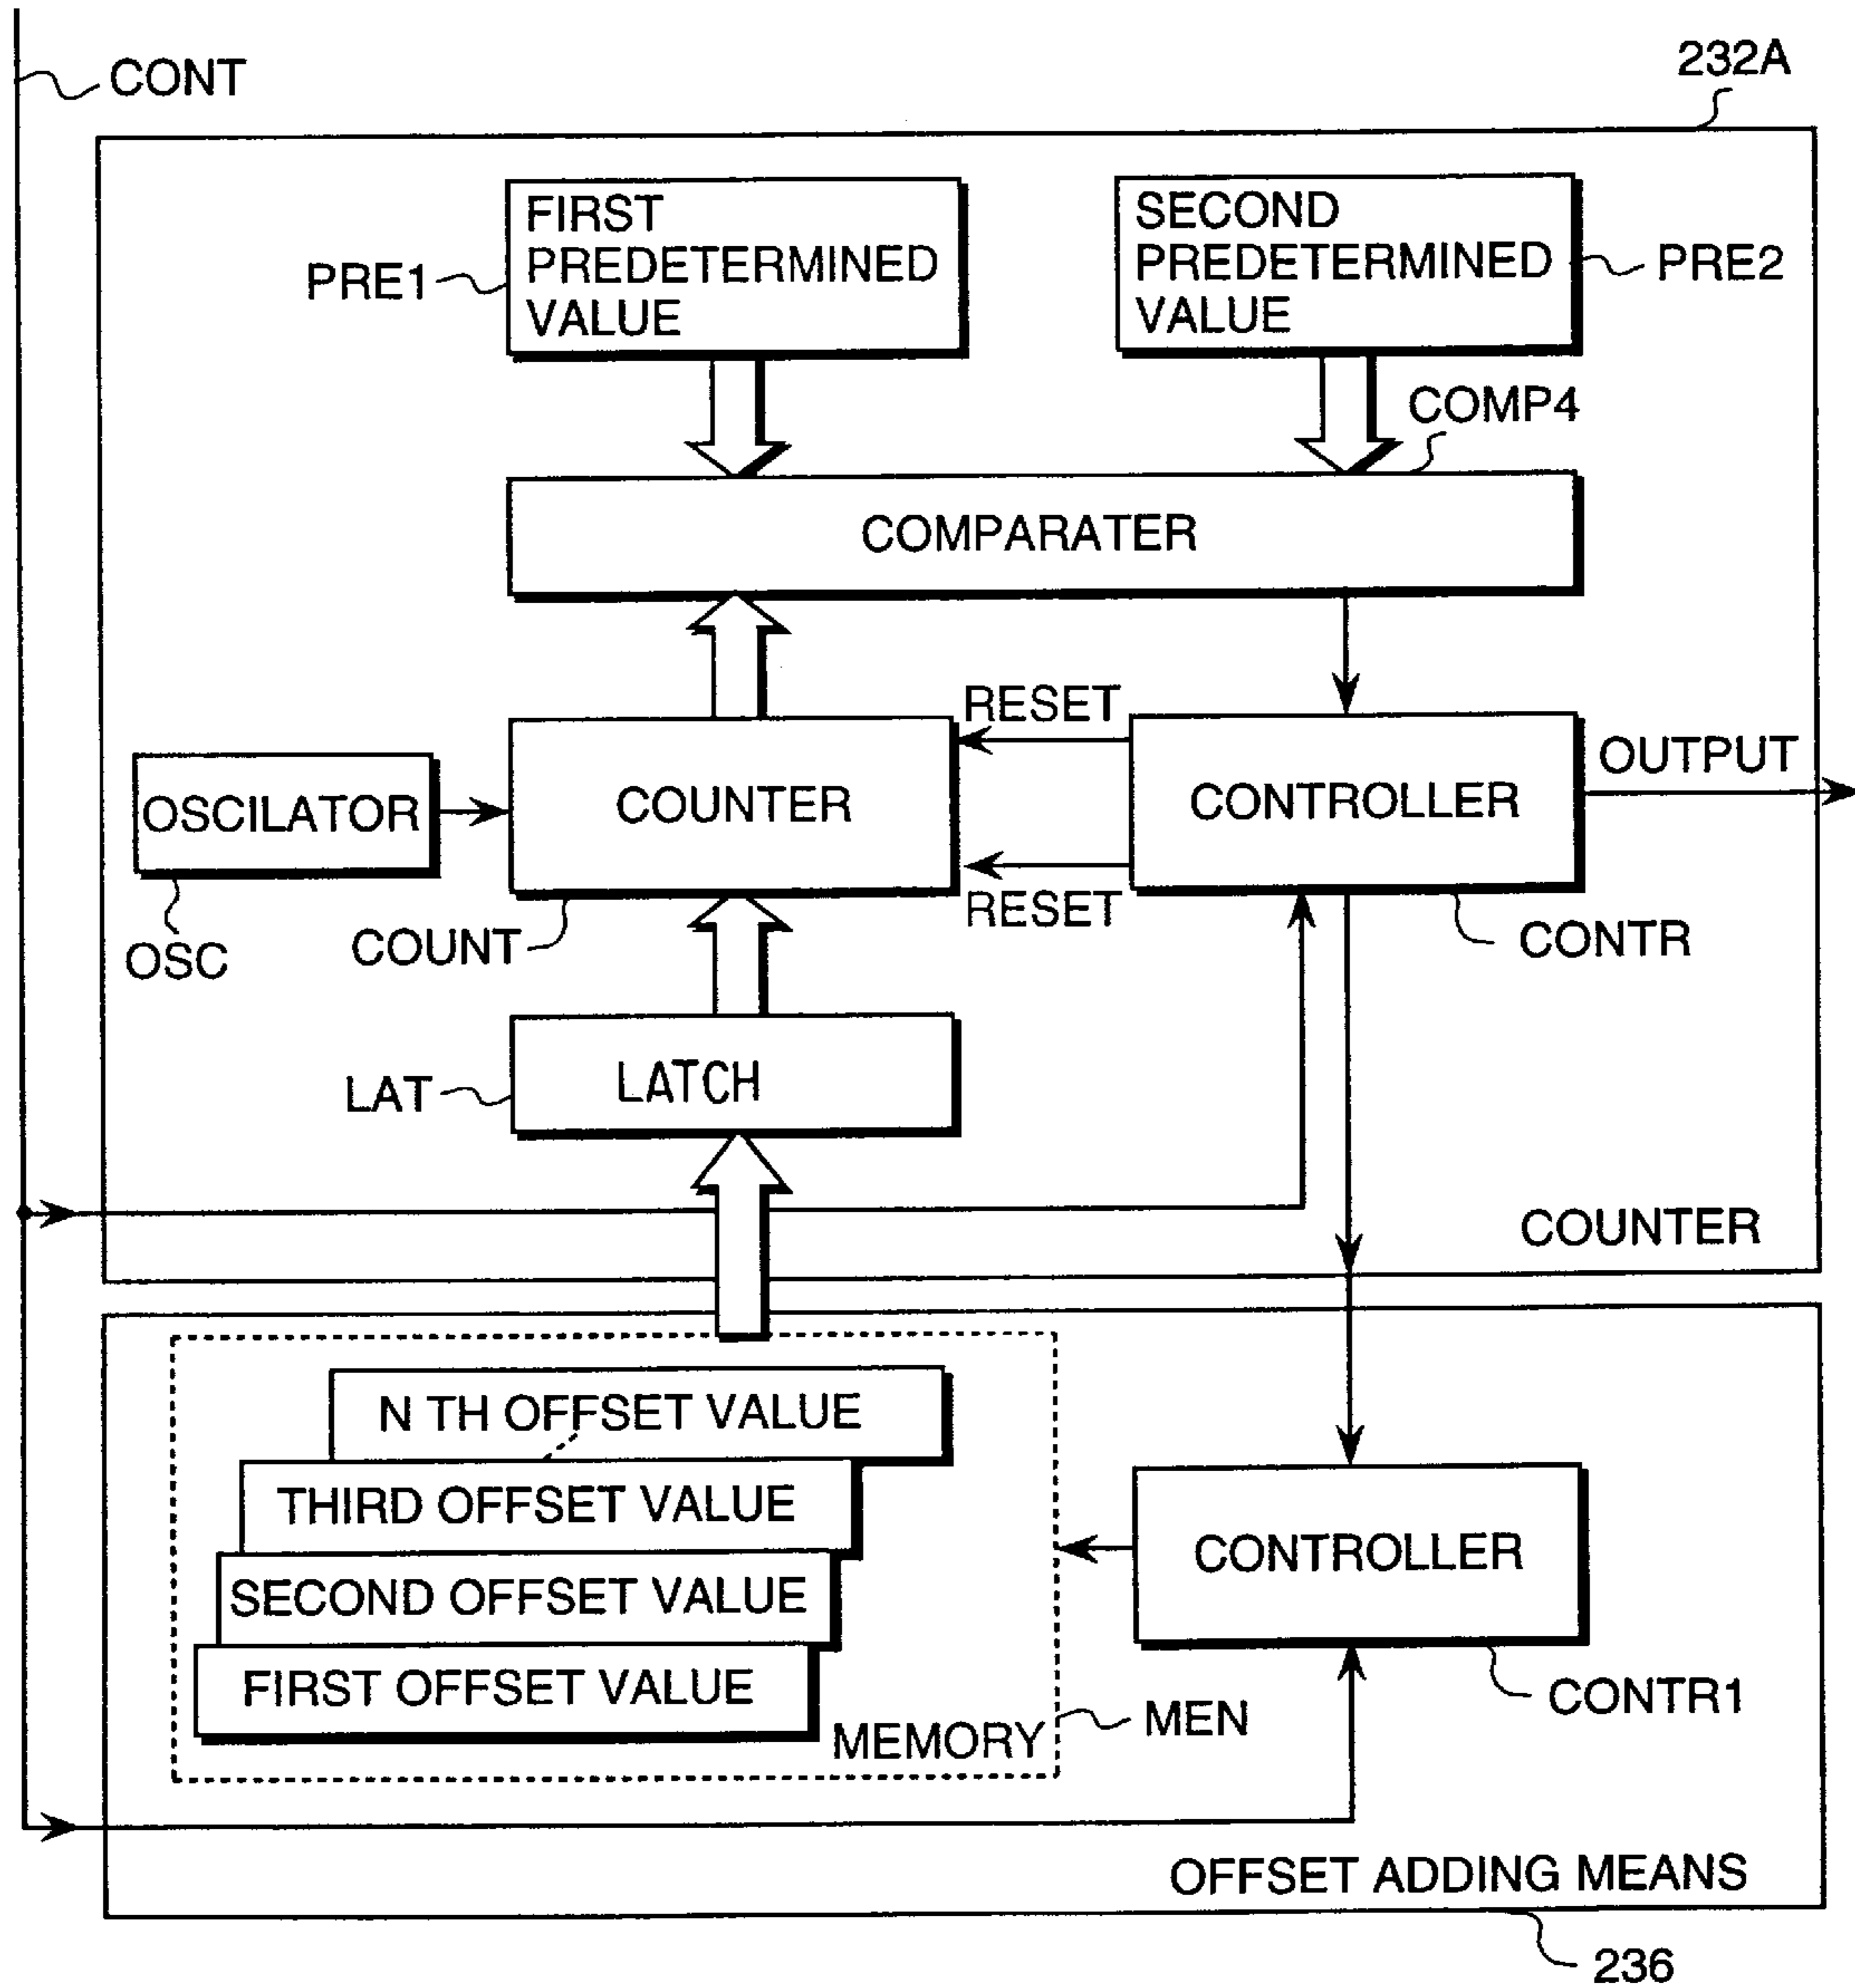 CONT
232A
FIRST
PREDETERMINED
VALUE
PRE1
SECOND
PREDETERMINED
VALUE
PRE2
COMP4
COMPARATER
RESET
OSCILATOR
COUNTER
CONTROLLER
OUTPUT
RESET
OSC
COUNT
CONTR
LAT
LATCH
COUNTER
N TH OFFSET VALUE
THIRD OFFSET VALUE
SECOND OFFSET VALUE
FIRST OFFSET VALUE
MEMORY
MEN
CONTROLLER
CONTR1
OFFSET ADDING MEANS
236